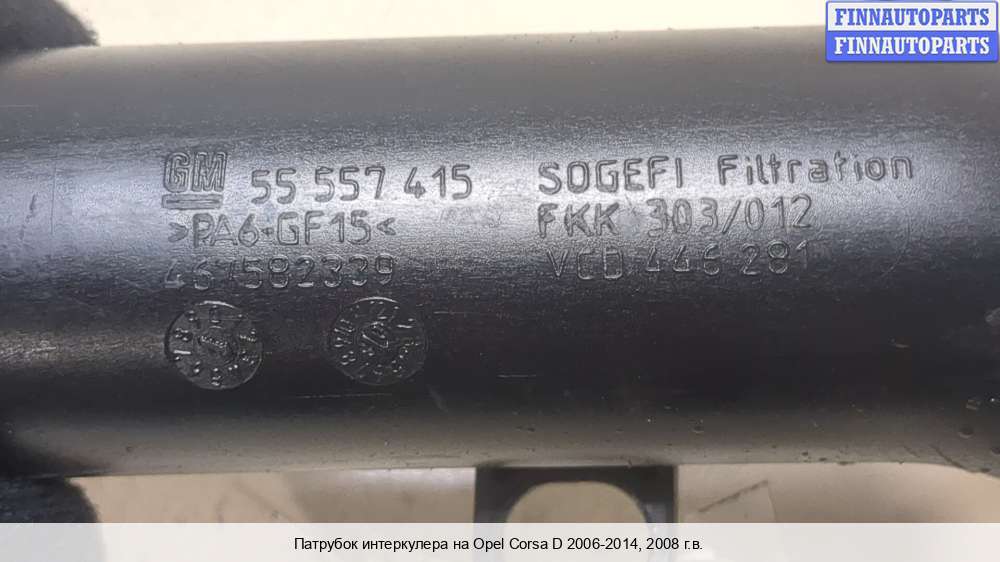 FINNAUTOPARTS
FINNAUTOPARTS
GM 55 557 415
SOGEFI Filtration
>PA6-GF15<
FKK 303/012
467582339
VCD 446 281
Патрубок интеркулера на Opel Corsa D 2006-2014, 2008 г.в.